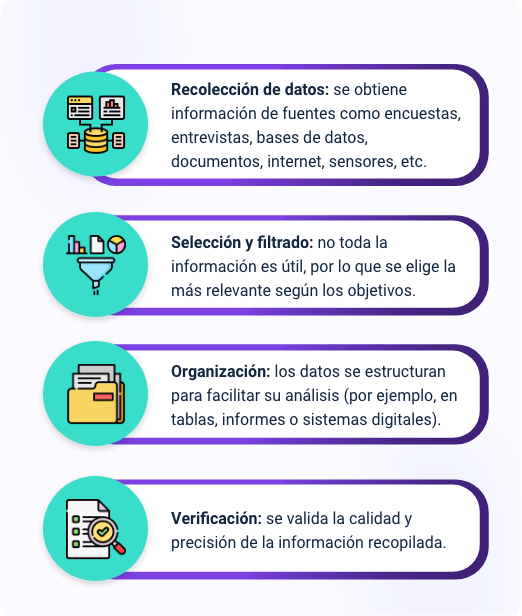 Recolección de datos: se obtiene
información de fuentes como encuestas,
entrevistas, bases de datos,
documentos, internet, sensores, etc.
Selección y filtrado: no toda la
información es útil, por lo que se elige la
más relevante según los objetivos.
Organización: los datos se estructuran
para facilitar su análisis (por ejemplo, en
tablas, informes o sistemas digitales).
Verificación: se valida la calidad y
precisión de la información recopilada.